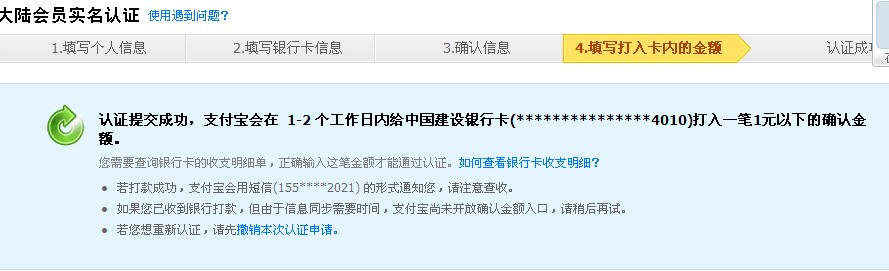 大陆会员实名认证 使用遇到问题?
1.填写个人信息 2.填写银行卡信息 3.确认信息 4.填写打入卡内的金额 认证成
认证提交成功，支付宝会在 1-2 个工作日内给中国建设银行卡(***************4010)打入一笔1元以下的确认金
额。
您需要查询银行卡的收支明细单，正确输入这笔金额才能通过认证。如何查看银行卡收支明细?
若打款成功，支付宝会用短信(155****2021) 的形式通知您，请注意查收。
如果您已收到银行打款，但由于信息同步需要时间，支付宝尚未开放确认金额入口，请稍后再试。
若您想重新认证，请先撤销本次认证申请。